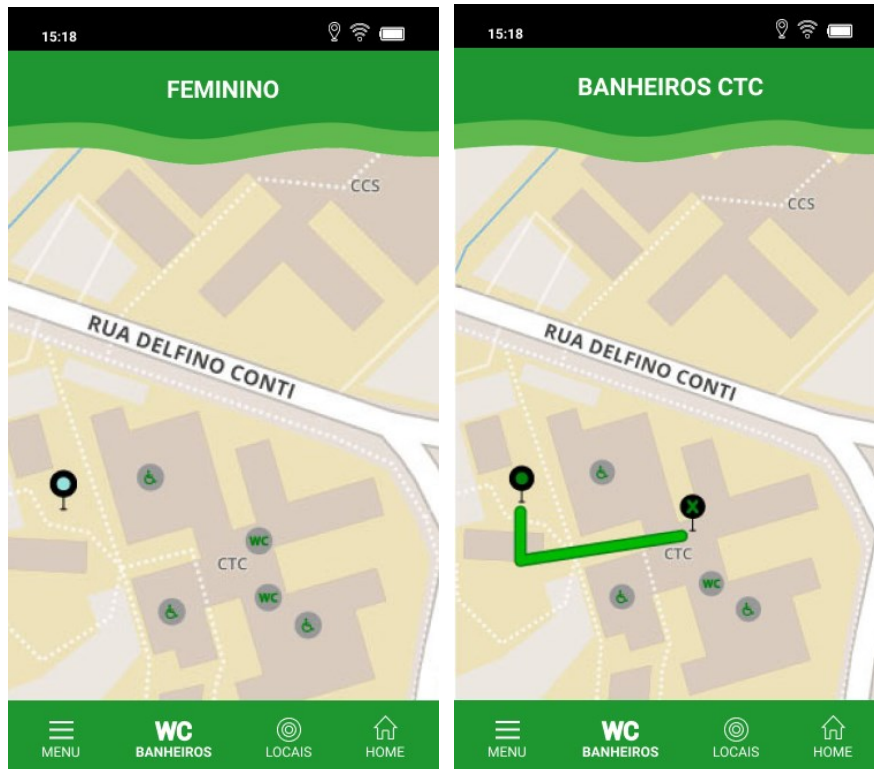 15:18
FEMININO
CCS
RUA DELFINO CONTI
WC
CTC
WC
MENU
WC
BANHEIROS
LOCAIS
HOME
15:18
BANHEIROS CTC
CCS
RUA DELFINO CONTI
X
CTC
WC
MENU
WC
BANHEIROS
LOCAIS
HOME